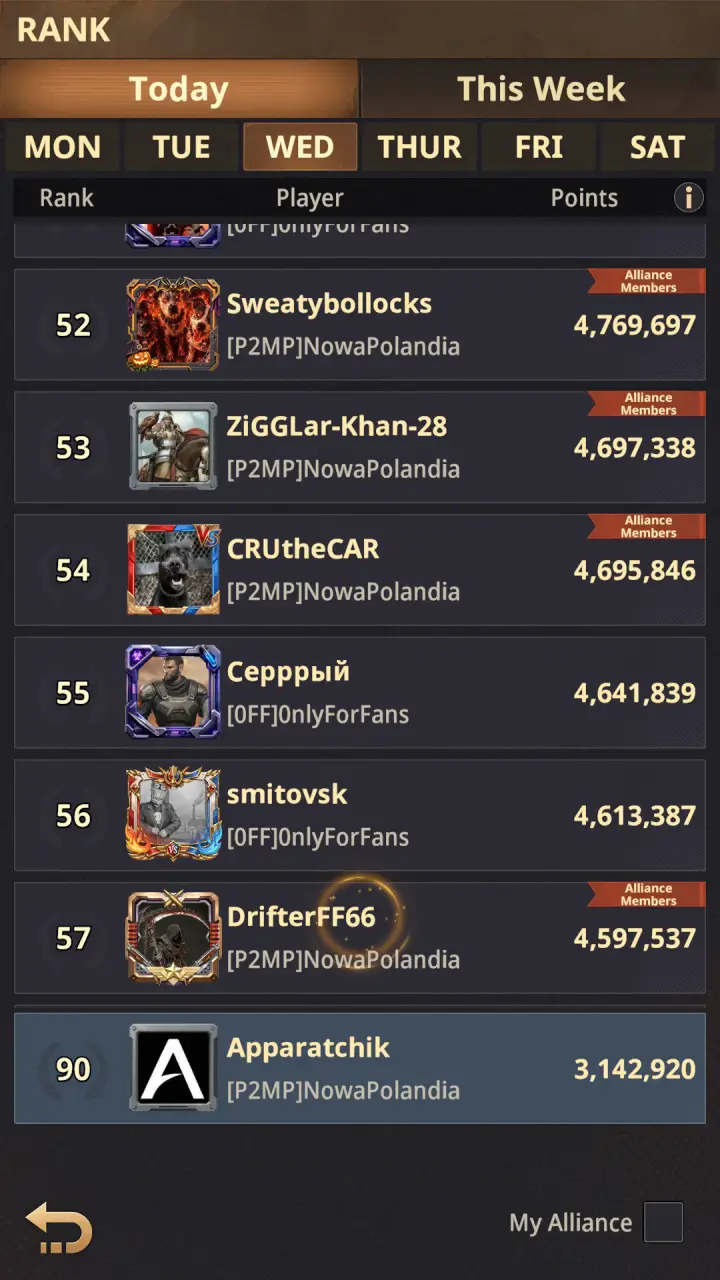 RANK
Today
This Week
MON
TUE
WED
THUR
FRI
SAT
Rank
Player
Points
[0FF]0nlyForFans
52
Sweatybollocks
[P2MP]NowaPolandia
Alliance
Members
4,769,697
53
ZiGGLar-Khan-28
[P2MP]NowaPolandia
Alliance
Members
4,697,338
54
CRUtheCAR
[P2MP]NowaPolandia
Alliance
Members
4,695,846
55
Серррый
[0FF]0nlyForFans
4,641,839
56
smitovsk
[0FF]0nlyForFans
4,613,387
57
DrifterFF66
[P2MP]NowaPolandia
Alliance
Members
4,597,537
90
Apparatchik
[P2MP]NowaPolandia
3,142,920
My Alliance